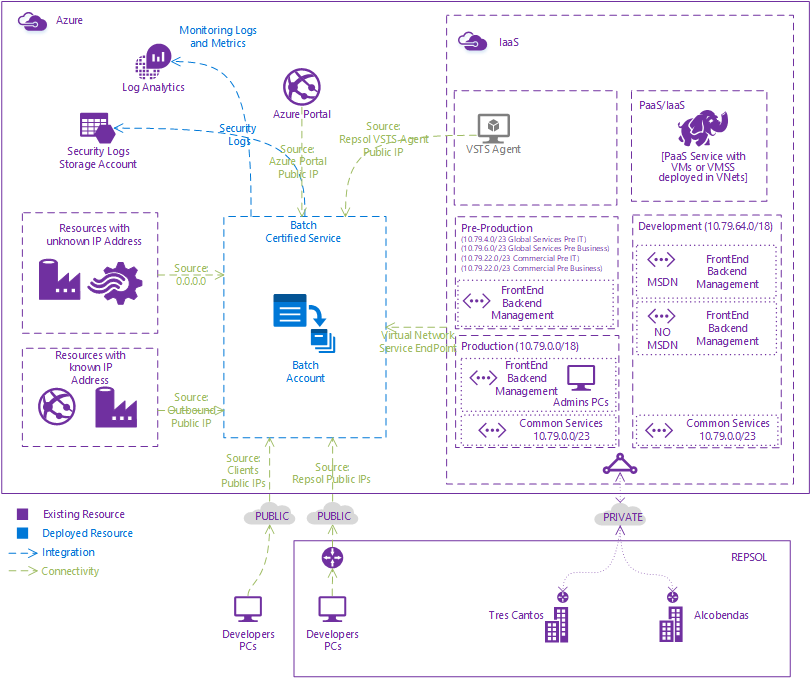 Azure
Monitoring Logs
and Metrics
Log Analytics
Azure Portal
Security Logs
Storage Account
Security
Logs
Source:
Azure Portal
Public IP
Source:
Repsol VSTS Agent
Public IP
IaaS
VSTS Agent
PaaS/IaaS
[PaaS Service with
VMs or VMSS
deployed in VNets]
Resources with
unknown IP Address
Source:
0.0.0.0
Resources with
known IP
Address
Source:
Outbound
Public IP
Batch
Certified Service
Batch
Account
Virtual Network
Service EndPoint
Pre-Production
(10.79.4.0/23 Global Services Pre IT)
(10.79.6.0/23 Global Services Pre Business)
(10.79.22.0/23 Commercial Pre IT)
(10.79.22.0/23 Commercial Pre Business)
FrontEnd
Backend
Management
Production (10.79.0.0/18)
FrontEnd
Backend
Management
Admins PCs
Common Services
10.79.0.0/23
Development (10.79.64.0/18)
MSDN
FrontEnd
Backend
Management
NO
MSDN
FrontEnd
Backend
Management
Common Services
10.79.0.0/23
Source:
Clients
Public IPs
Source:
Repsol Public IPs
PUBLIC
PUBLIC
PRIVATE
Existing Resource
Deployed Resource
Integration
Connectivity
Developers
PCs
Developers
PCs
REPSOL
Tres Cantos
Alcobendas